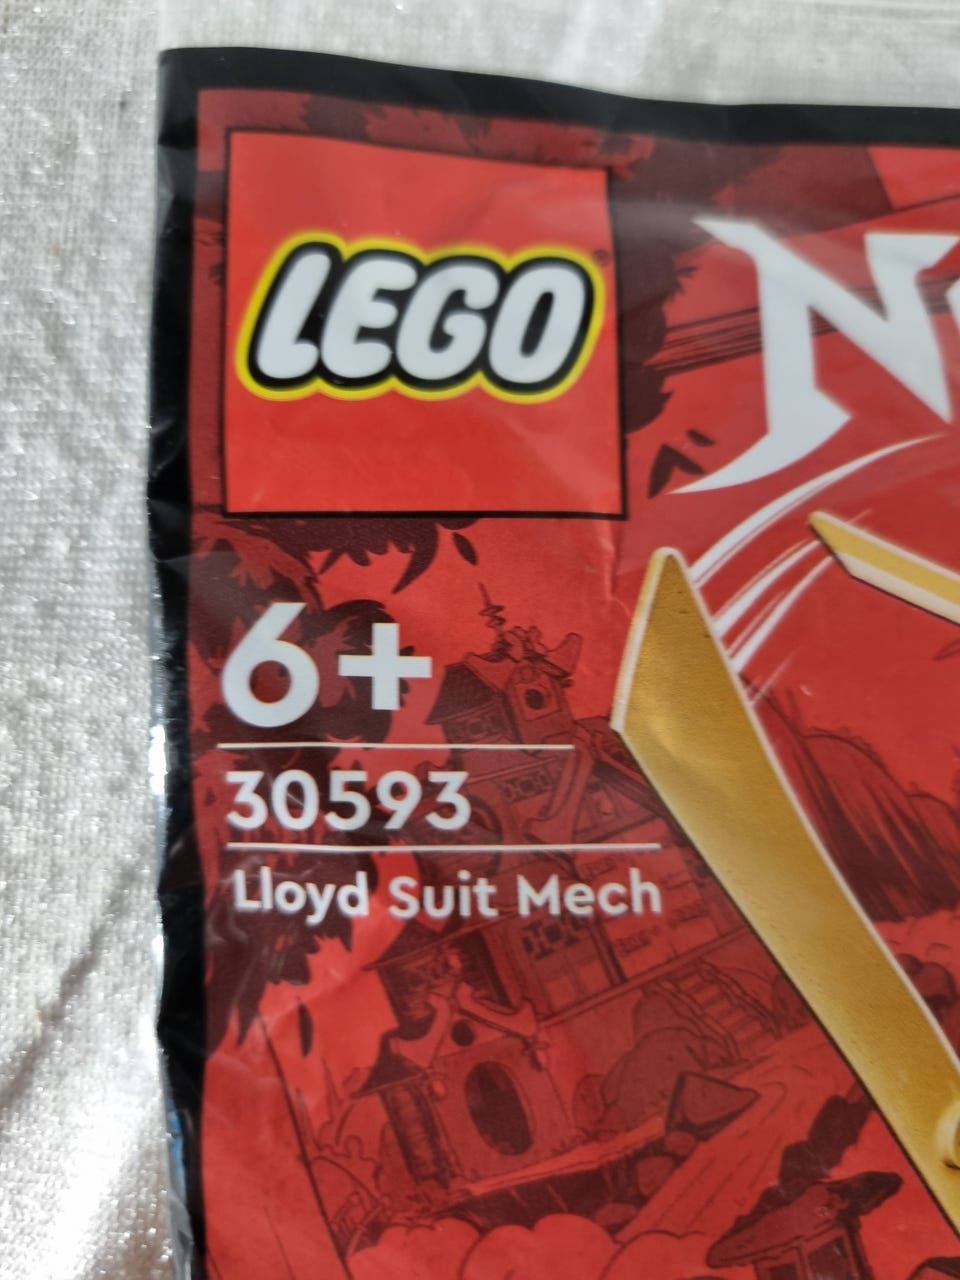 LEGO
N
6+
30593
Lloyd Suit Mech